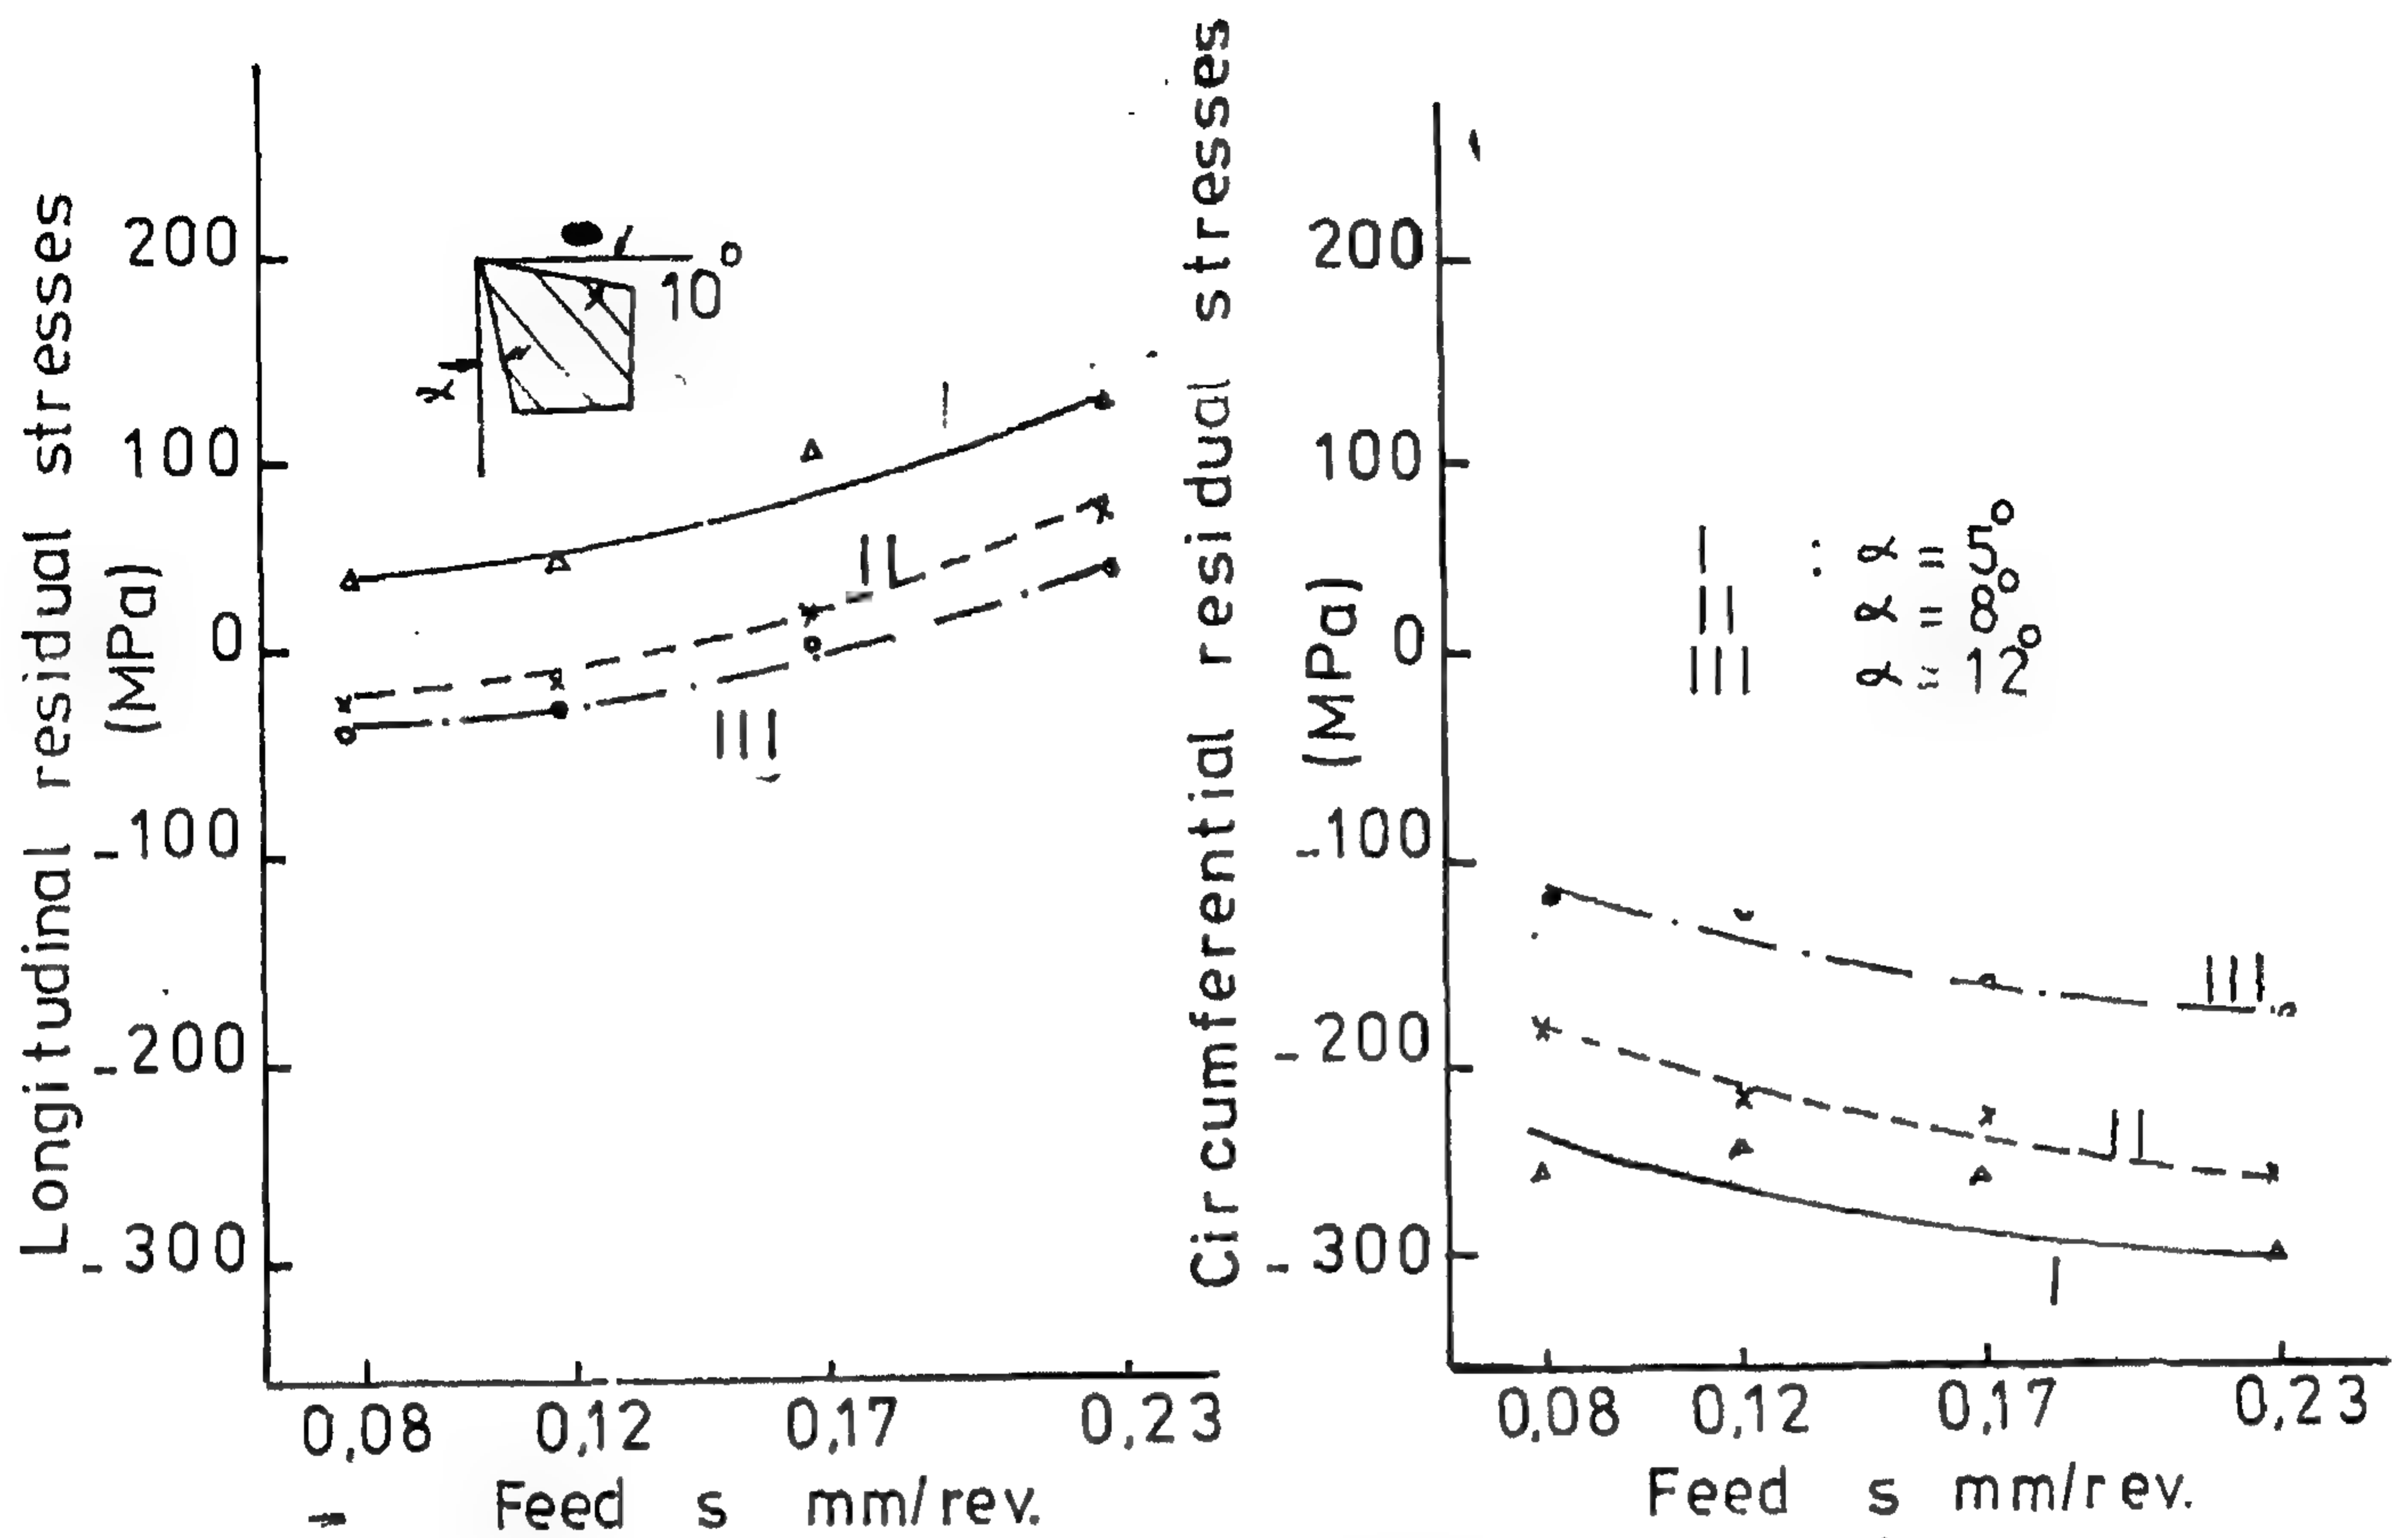 Longitudinal residual stresses
(MPa)
200
100
0
-100
-200
-300
10°
α
I
II
III
0,08 0,12 0,17 0,23
Feed s mm/rev.
Circumferential residual stresses
(MPa)
200
100
0
-100
-200
-300
I : α = 5°
II α = 8°
III α = 12°
III
II
I
0,08 0,12 0,17 0,23
Feed s mm/rev.